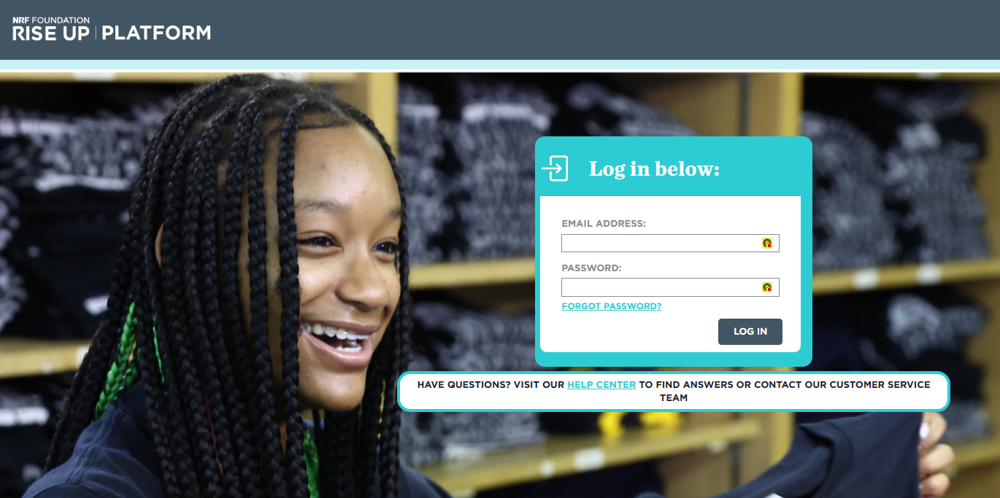 NRF FOUNDATION
RISE UP | PLATFORM
Log in below:
EMAIL ADDRESS:
PASSWORD:
FORGOT PASSWORD?
LOG IN
HAVE QUESTIONS? VISIT OUR HELP CENTER TO FIND ANSWERS OR CONTACT OUR CUSTOMER SERVICE
TEAM